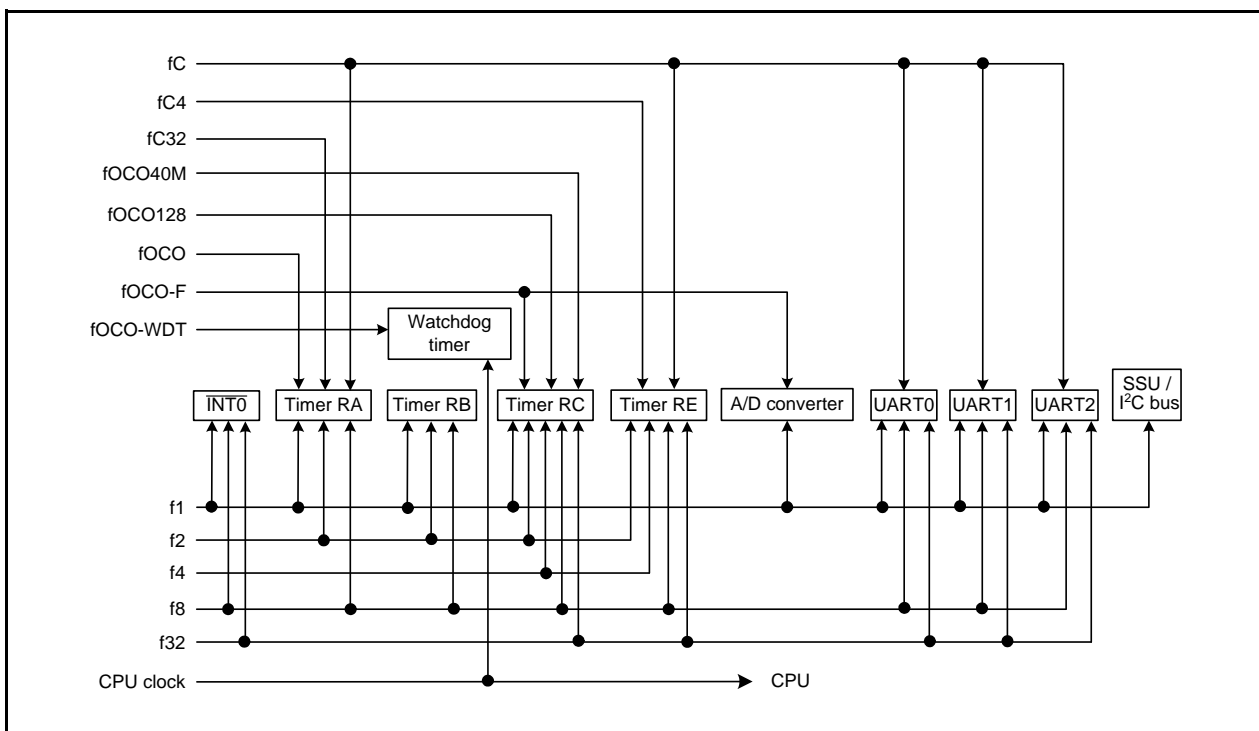 fC
fC4
fC32
fOCO40M
fOCO128
fOCO
fOCO-F
fOCO-WDT
Watchdog
timer
INT0
Timer RA
Timer RB
Timer RC
Timer RE
A/D converter
UART0
UART1
UART2
SSU /
I²C bus
f1
f2
f4
f8
f32
CPU clock
CPU